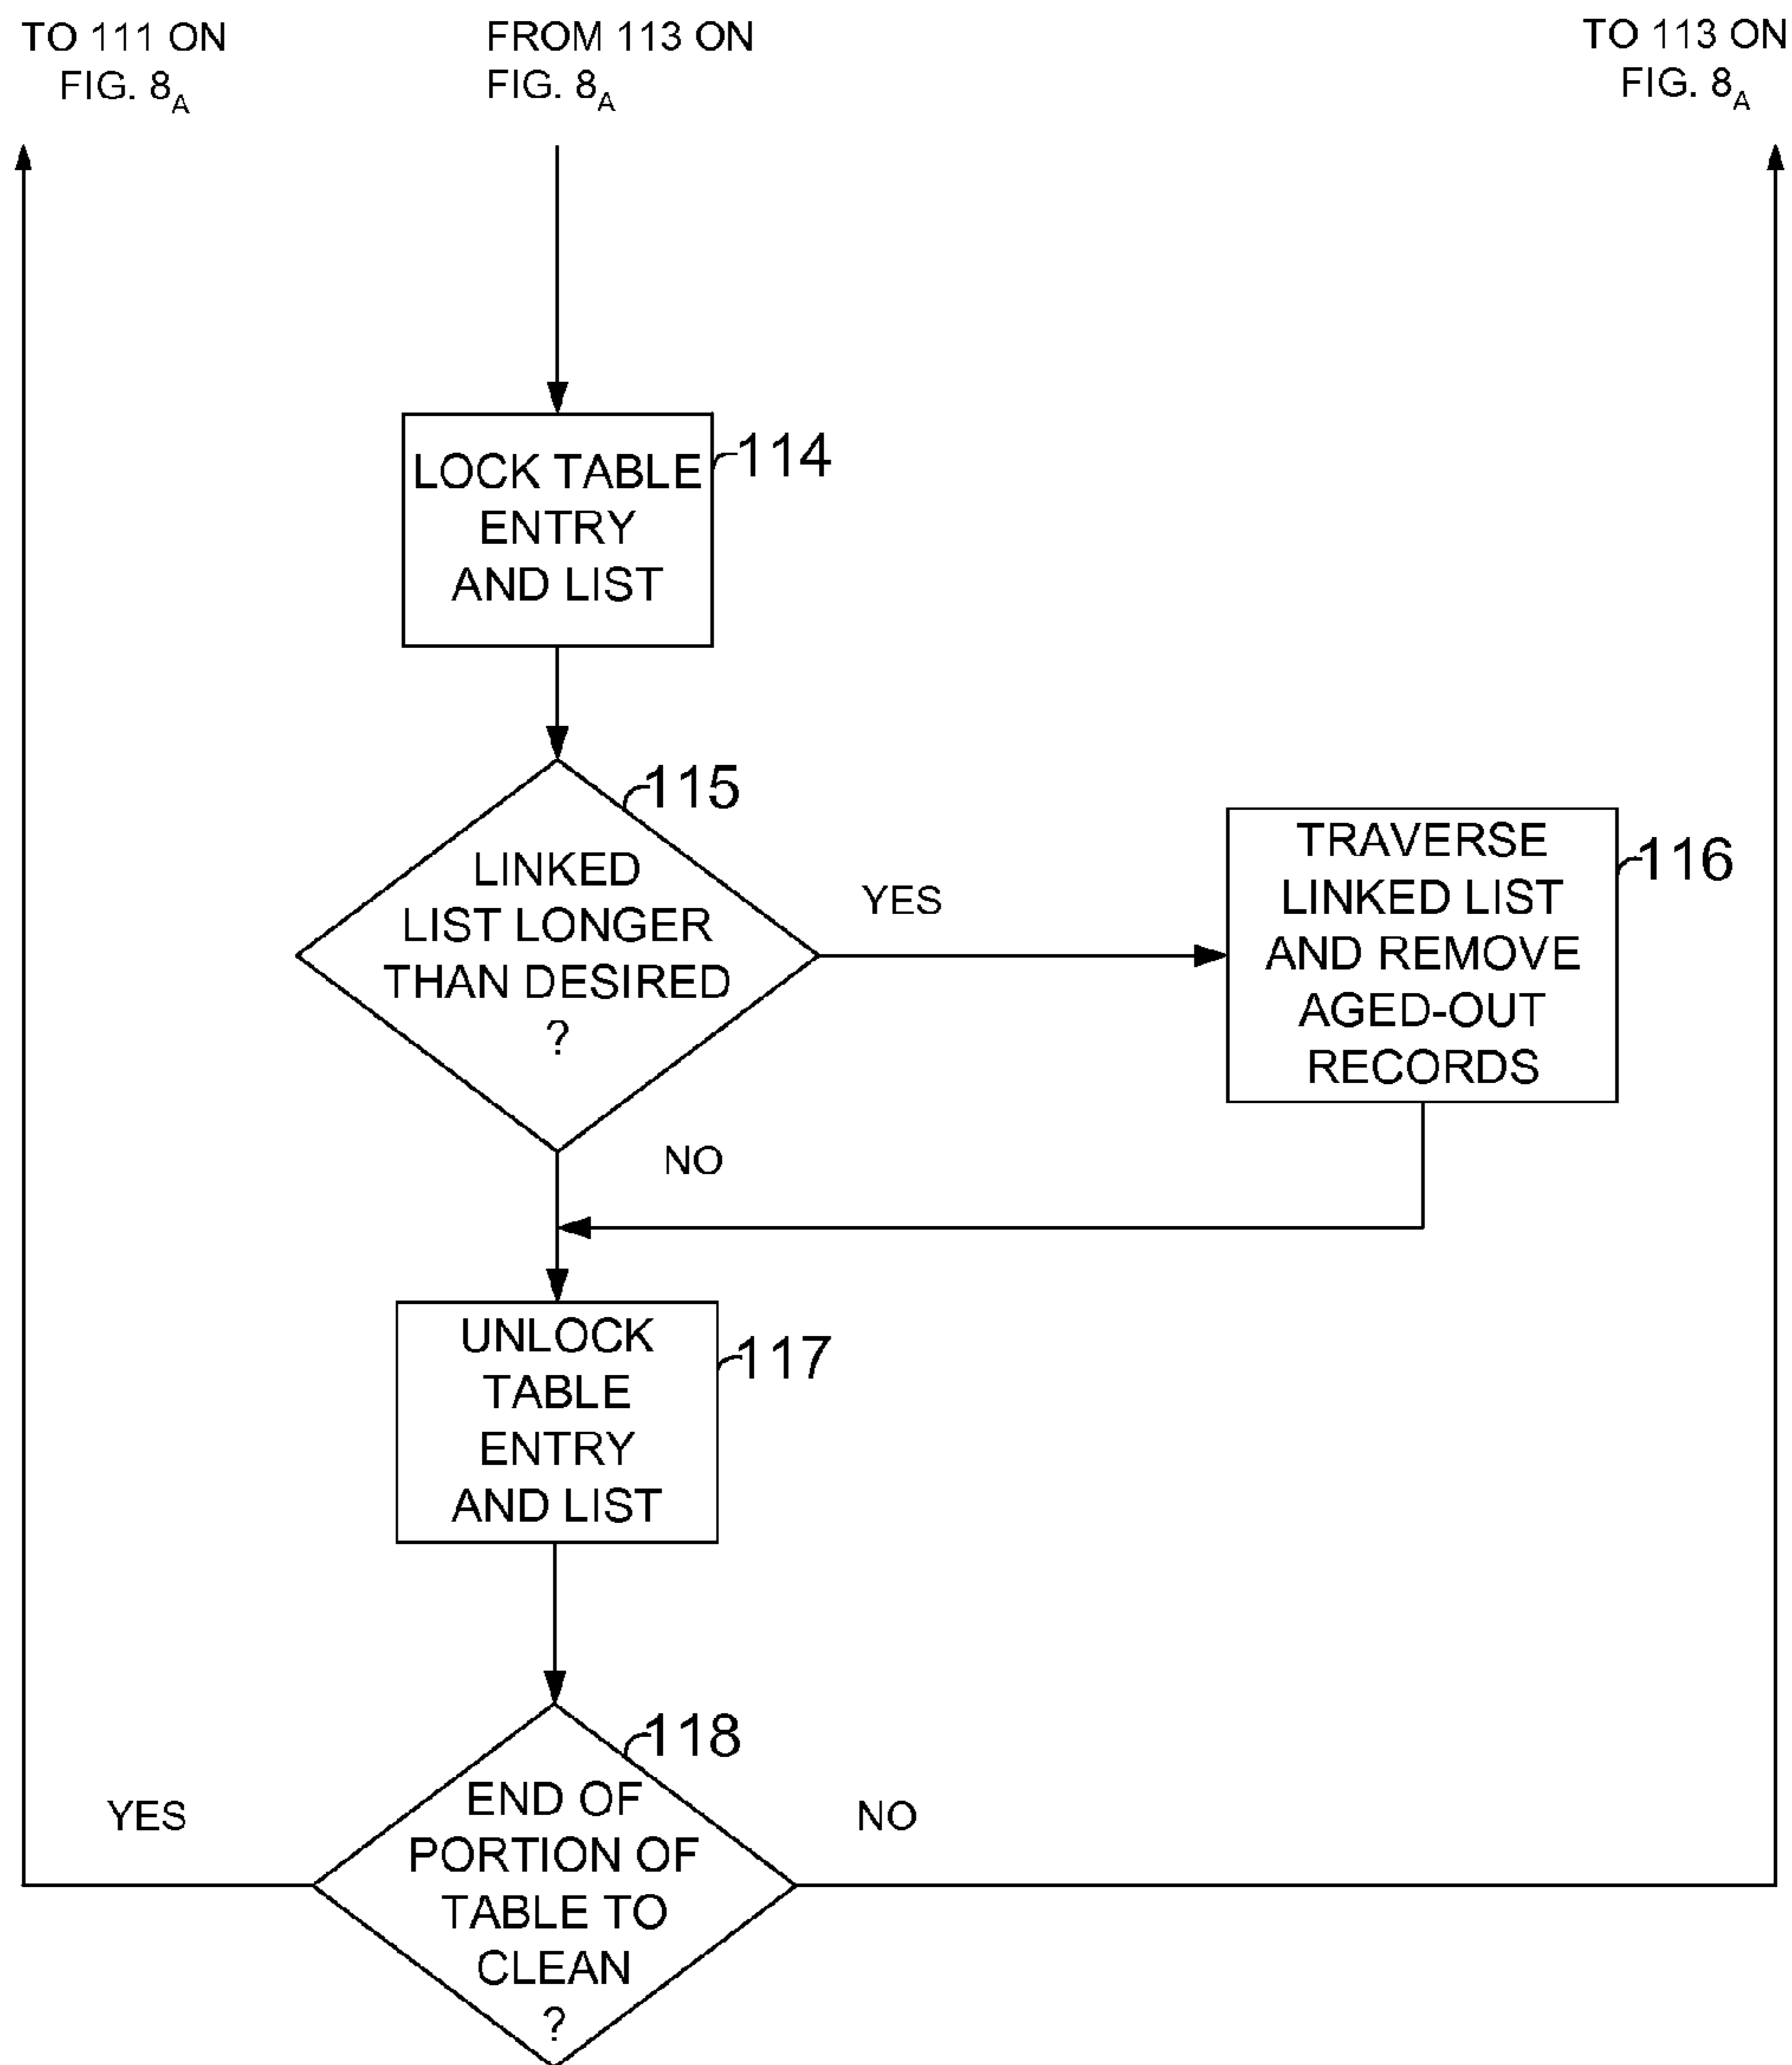 TO 111 ON
FIG. 8A
FROM 113 ON
FIG. 8A
TO 113 ON
FIG. 8A
LOCK TABLE
ENTRY
AND LIST
114
115
LINKED
LIST LONGER
THAN DESIRED
?
YES
TRAVERSE
LINKED LIST
AND REMOVE
AGED-OUT
RECORDS
116
NO
UNLOCK
TABLE
ENTRY
AND LIST
117
118
END OF
PORTION OF
TABLE TO
CLEAN
?
YES
NO